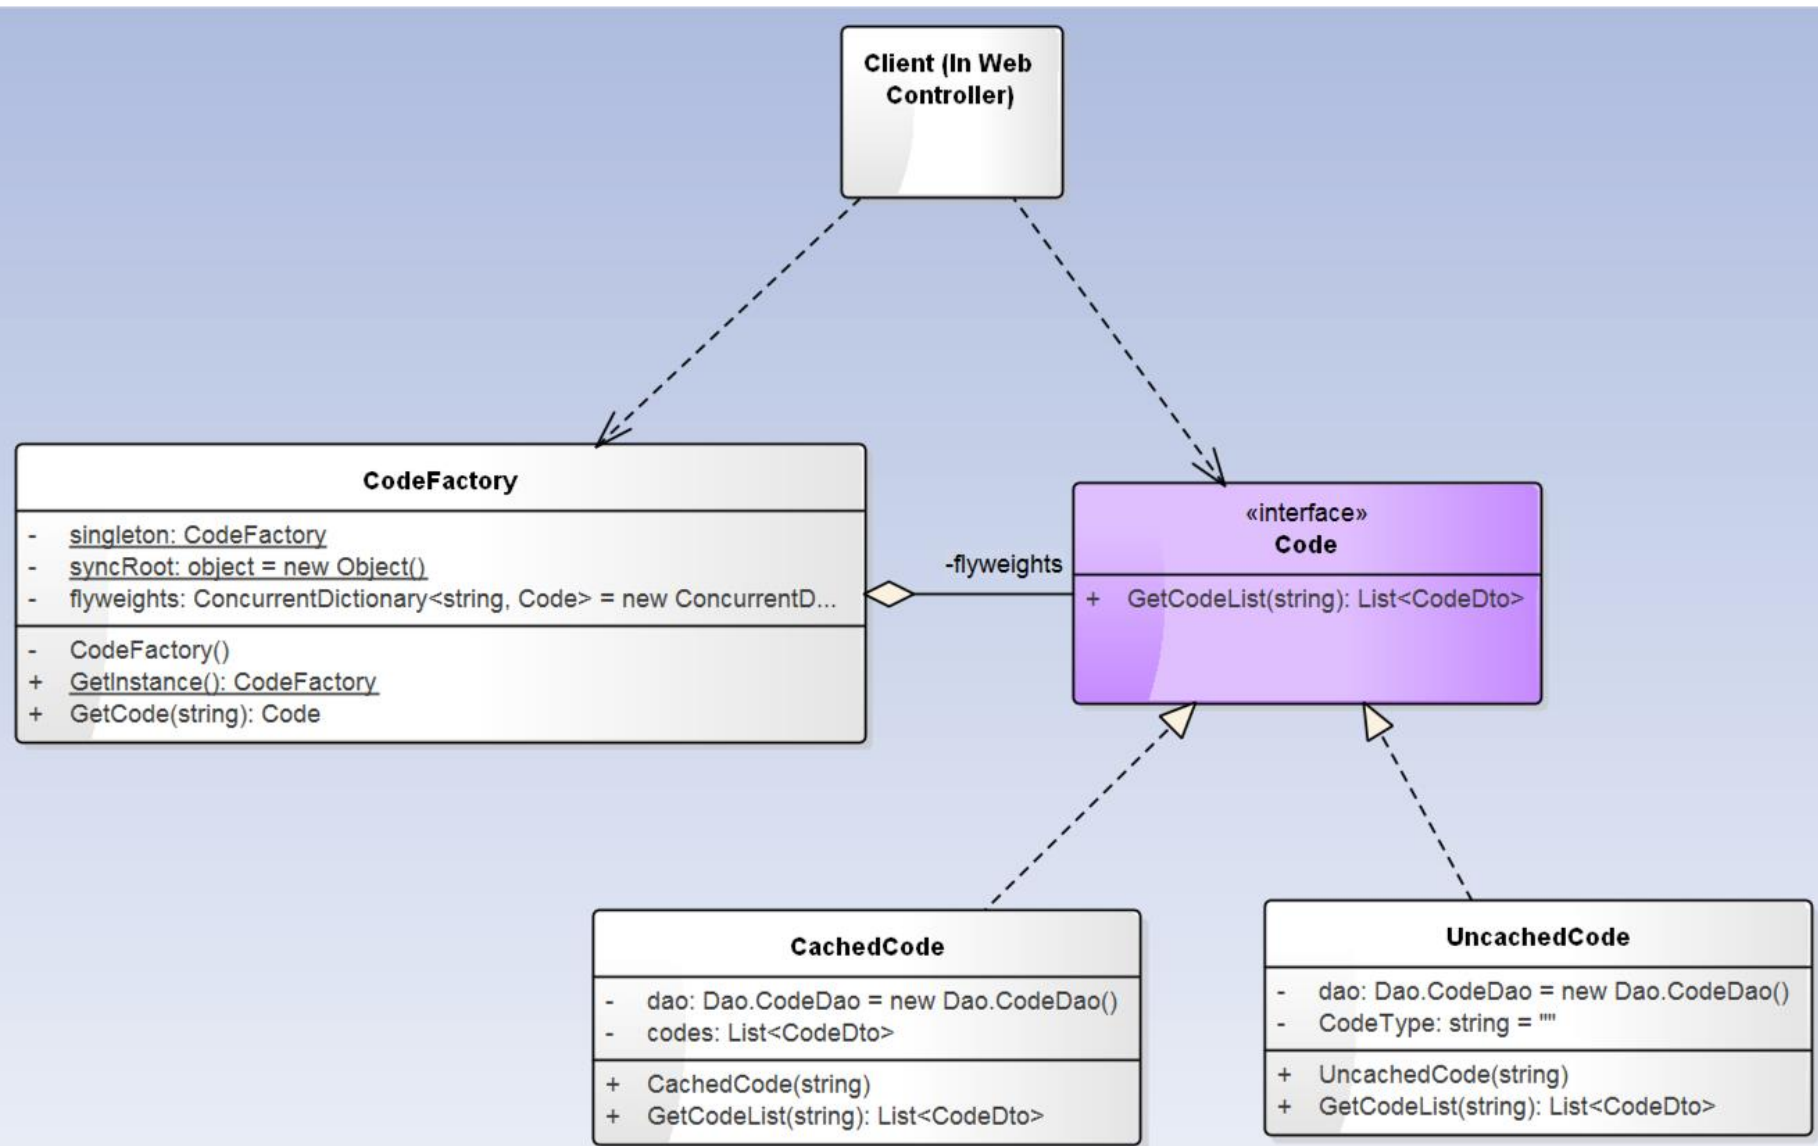 Client (In Web
Controller)
CodeFactory
- singleton: CodeFactory
- syncRoot: object = new Object()
- flyweights: ConcurrentDictionary<string, Code> = new ConcurrentD...
- CodeFactory()
+ GetInstance(): CodeFactory
+ GetCode(string): Code
-flyweights
«interface»
Code
+ GetCodeList(string): List<CodeDto>
CachedCode
- dao: Dao.CodeDao = new Dao.CodeDao()
- codes: List<CodeDto>
+ CachedCode(string)
+ GetCodeList(string): List<CodeDto>
UncachedCode
- dao: Dao.CodeDao = new Dao.CodeDao()
- CodeType: string = ""
+ UncachedCode(string)
+ GetCodeList(string): List<CodeDto>